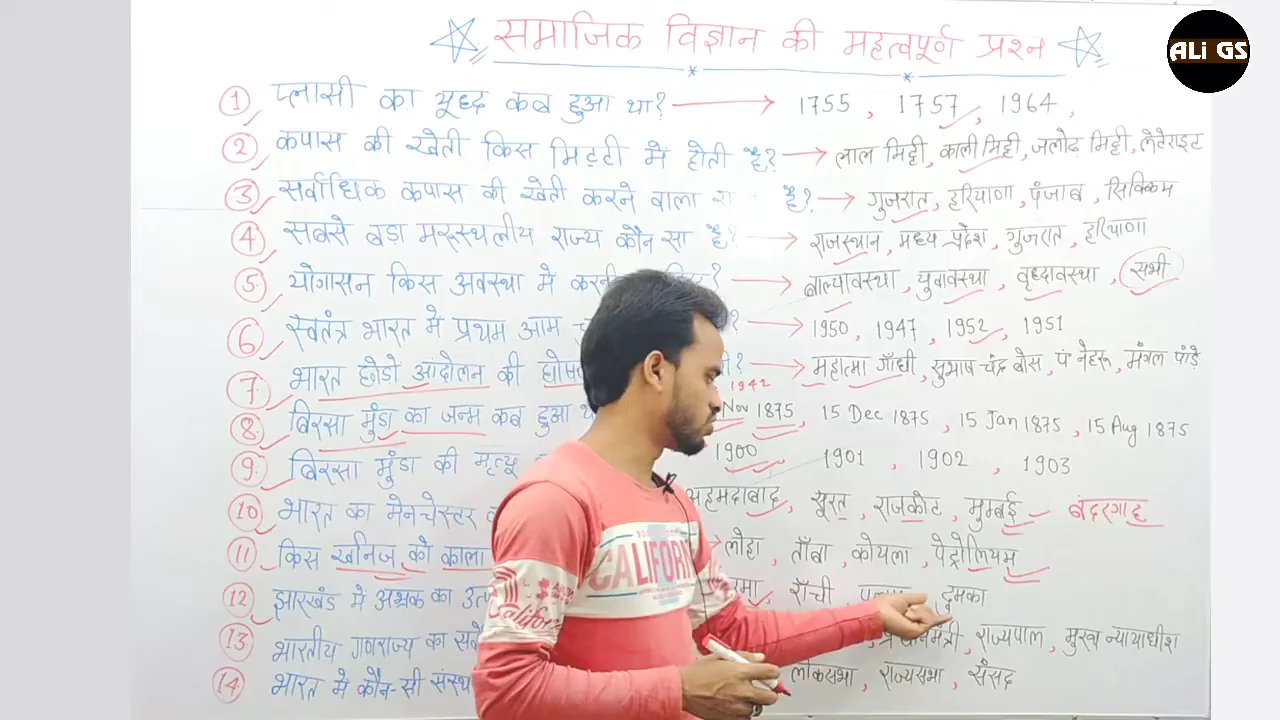 समाजिक विज्ञान की महत्वपूर्ण प्रश्न
ALi GS
1 प्लासी का यूध्द कब हुआ था? → 1755, 1757, 1964,
2 कपास की खेती किस मिट्टी में होती है? → लाल मिट्टी, काली मिट्टी, जलोढ़ मिट्टी, लेटेराइट
3 सर्वाधिक कपास की खेती करने वाला है? → गुजरात, हरियाणा, पंजाब, सिक्किम
4 सबसे बड़ा मरूस्थलीय राज्य कौन सा है? → राजस्थान, मध्य प्रदेश, गुजरात, हरियाणा
5 योगासन किस अवस्था में ? → बाल्यावस्था, युवावस्था, वृध्दावस्था, सभी
6 स्वतंत्र भारत में प्रथम आम ? → 1950, 1947, 1952, 1951
7 भारत छोडो आदोलन की ? → महात्मा गाँधी, सुभाष चंद्र बोस, पं नेहरू, मंगल पांडे
1942
8 बिरसा मुंडा का जन्म कब हुआ Nov 1875, 15 Dec 1875, 15 Jan 1875, 15 Aug 1875
9 बिरसा मुंडा की मृत्यू 1900, 1901, 1902, 1903
10 भारत का मेनचेस्टर अहमदाबाद, सूरत, राजकोट, मुम्बई बंदरगाह
11 किस खनिज को काला लोहा, ताँबा, कोयला, पेट्रोलियम
12 झारखंड में अभ्रक का राँची दुमका
13 भारतीय गणराज्य का राज्यपाल, मुख्य न्यायाधीश
14 भारत में कौन सी लोकसभा, राज्यसभा, संसद
CALIFORN
California